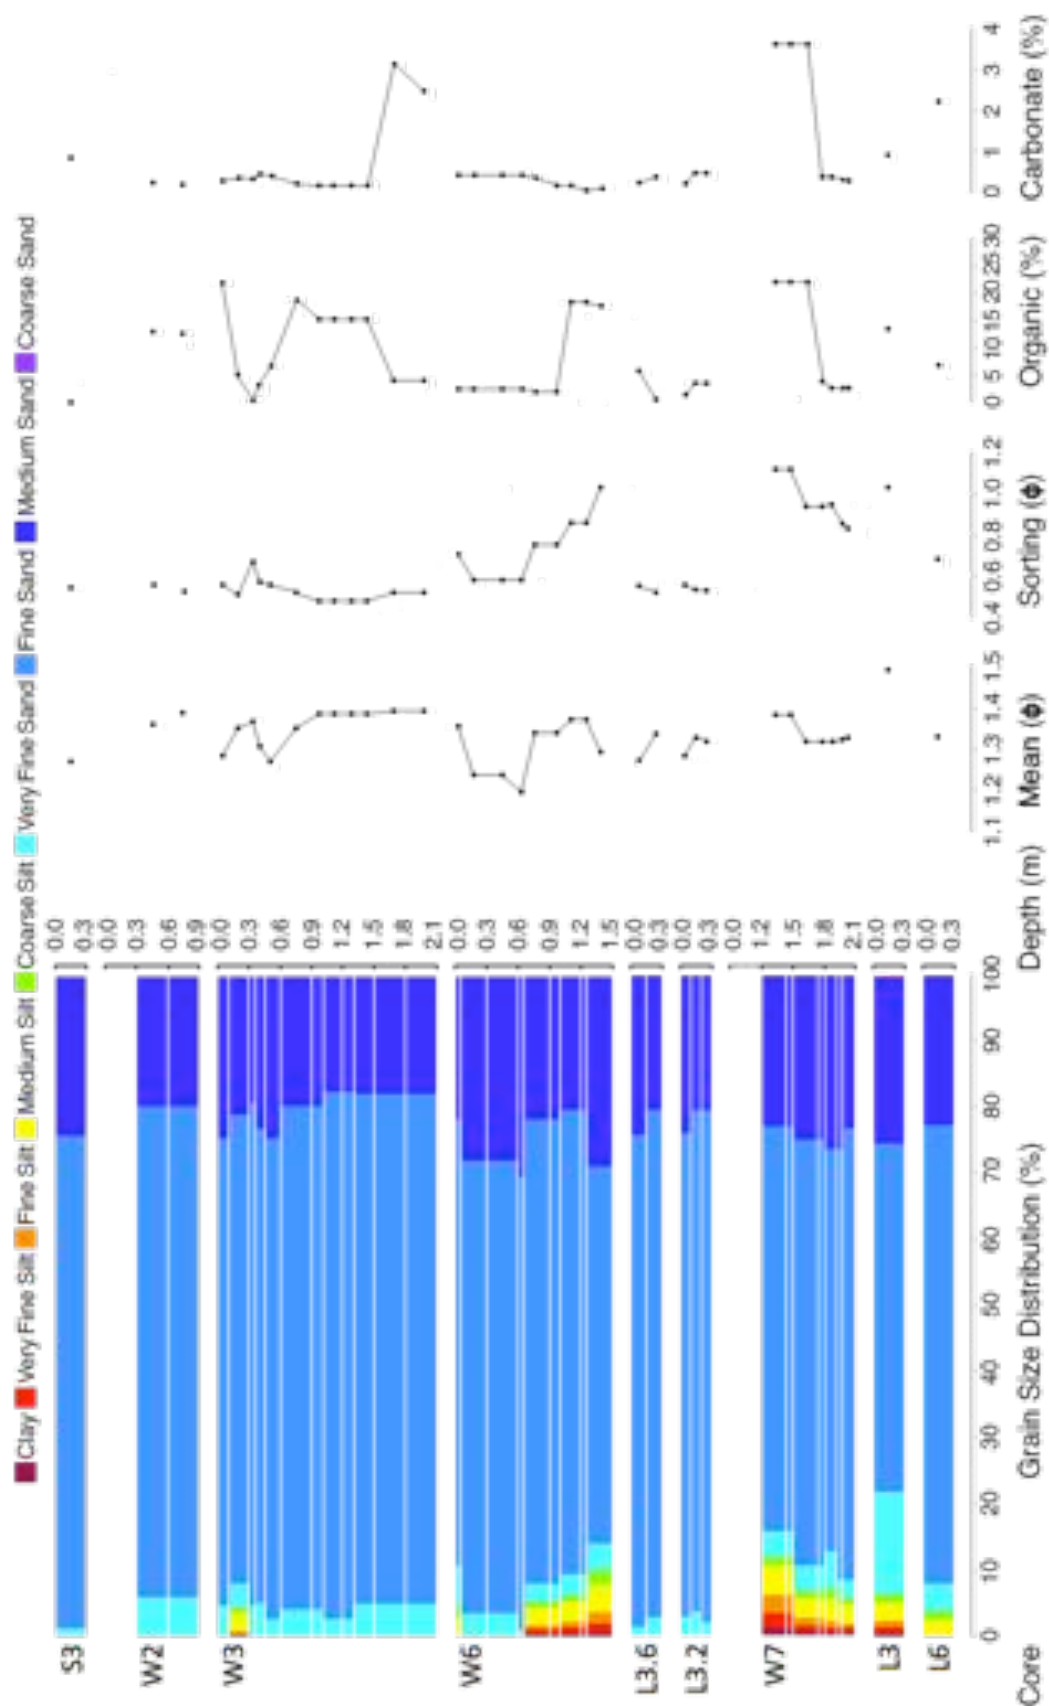 Clay Very Fine Silt Fine Silt Medium Silt Coarse Silt Very Fine Sand Fine Sand Medium Sand Coarse Sand
S3
0.0
0.3
W2
0.0
0.3
0.6
0.9
W3
0.0
0.3
0.6
0.9
1.2
1.5
1.8
2.1
W6
0.0
0.3
0.6
0.9
1.2
1.5
L3.6
0.0
0.3
L3.2
0.0
0.3
W7
0.0
1.2
1.5
1.8
2.1
L3
0.0
0.3
L6
0.0
0.3
0 10 20 30 40 50 60 70 80 90 100 1.1 1.2 1.3 1.4 1.5 0.4 0.6 0.8 1.0 1.2 0 5 10 15 20 25 30 0 1 2 3 4
Core Grain Size Distribution (%) Depth (m) Mean (ϕ) Sorting (ϕ) Organic (%) Carbonate (%)